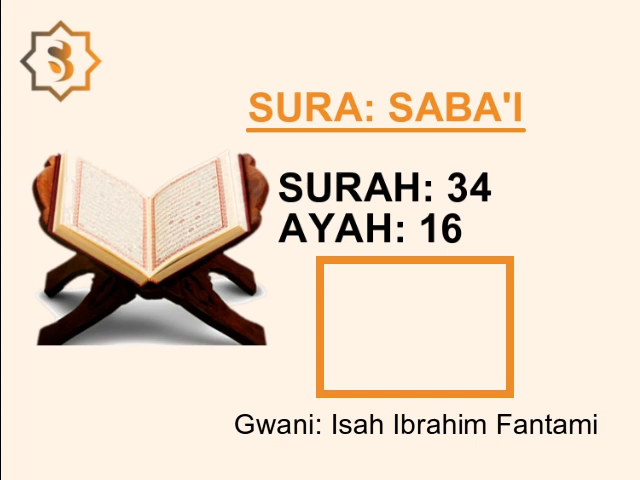 SURA: SABA'I
SURAH: 34
AYAH: 16
Gwani: Isah Ibrahim Fantami